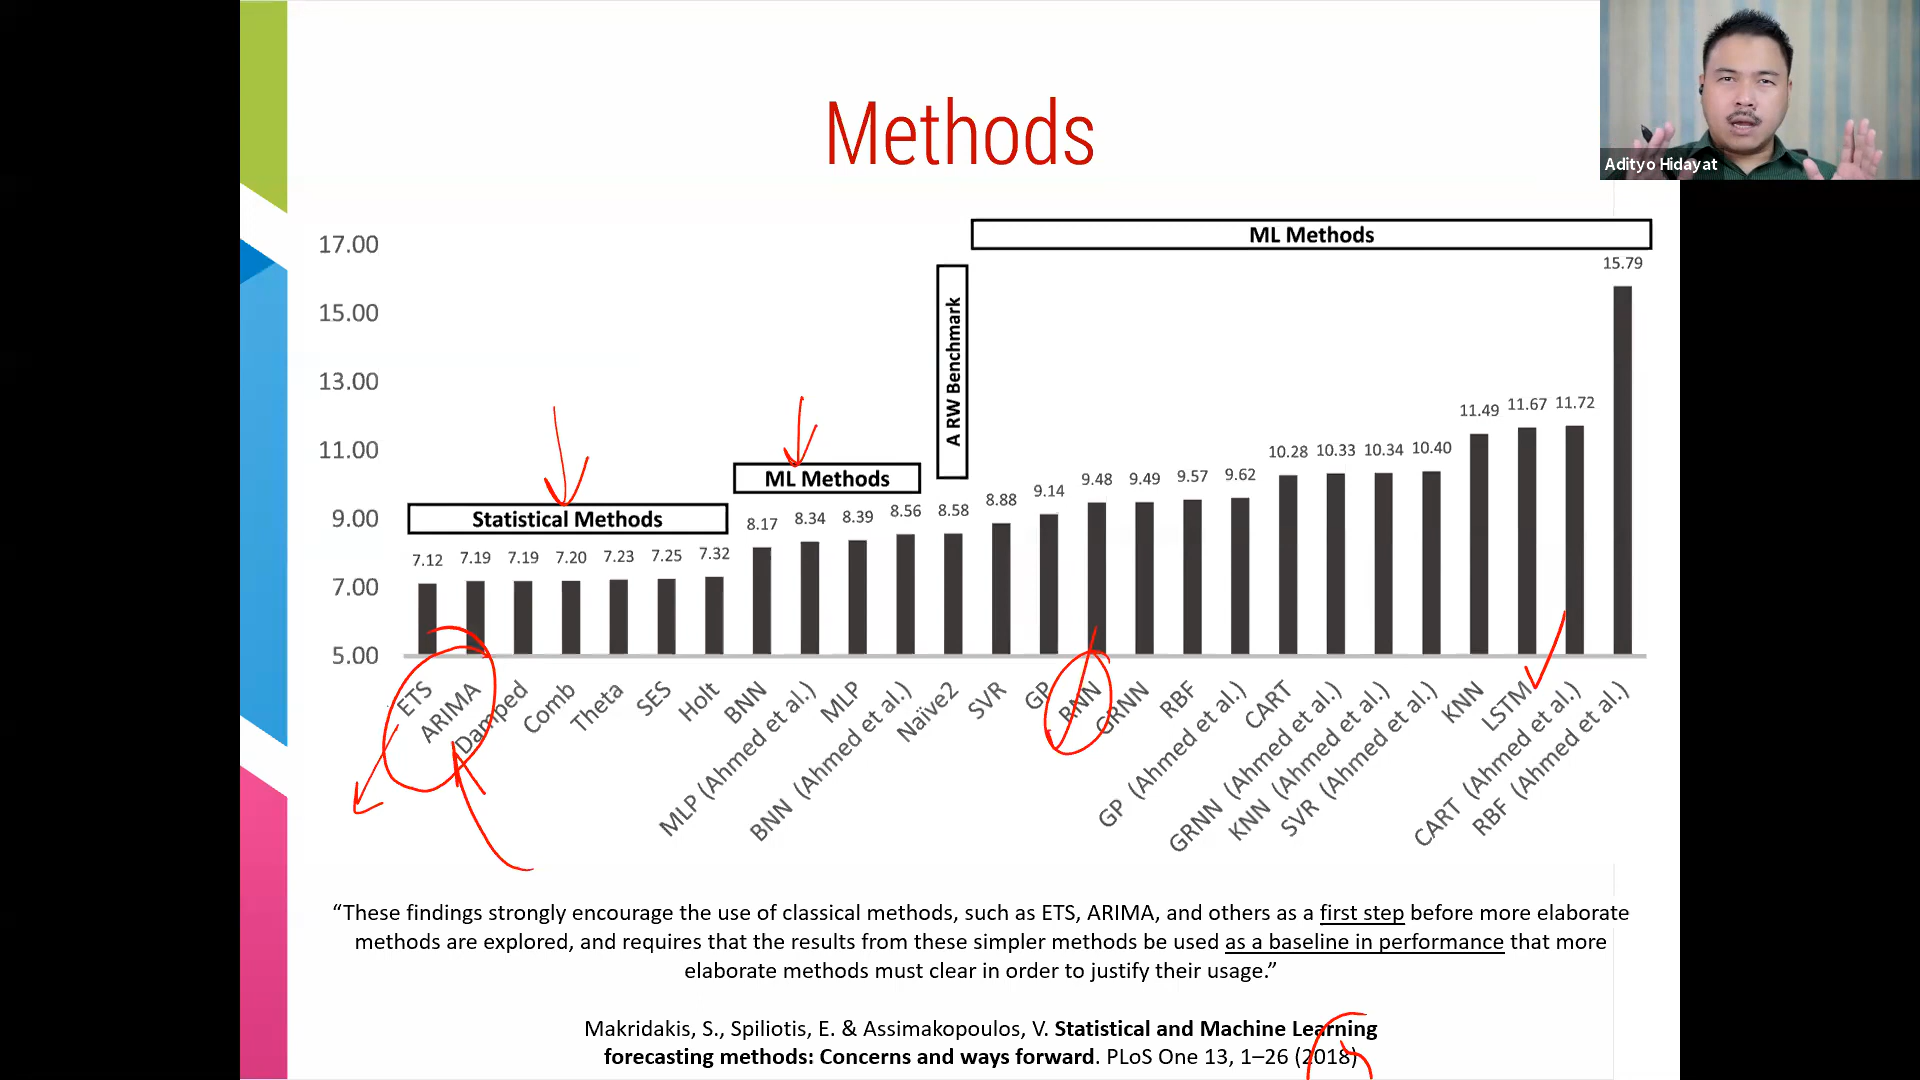 Methods
Adityo Hidayat
17.00
15.00
13.00
11.00
9.00
7.00
5.00
ML Methods
A RW Benchmark
ML Methods
Statistical Methods
7.12 7.19 7.19 7.20 7.23 7.25 7.32 8.17 8.34 8.39 8.56 8.58 8.88 9.14 9.48 9.49 9.57 9.62 10.28 10.33 10.34 10.40 11.49 11.67 11.72 15.79
ETS
ARIMA
Damped
Comb
Theta
SES
Holt
BNN
MLP (Ahmed et al.)
MLP
BNN (Ahmed et al.)
Naïve2
SVR
GP
RNN
GRNN
RBF
GP (Ahmed et al.)
CART
GRNN (Ahmed et al.)
KNN (Ahmed et al.)
SVR (Ahmed et al.)
KNN
LSTM
CART (Ahmed et al.)
RBF (Ahmed et al.)
“These findings strongly encourage the use of classical methods, such as ETS, ARIMA, and others as a first step before more elaborate
methods are explored, and requires that the results from these simpler methods be used as a baseline in performance that more
elaborate methods must clear in order to justify their usage.”
Makridakis, S., Spiliotis, E. & Assimakopoulos, V. Statistical and Machine Learning
forecasting methods: Concerns and ways forward. PLoS One 13, 1–26 (2018)